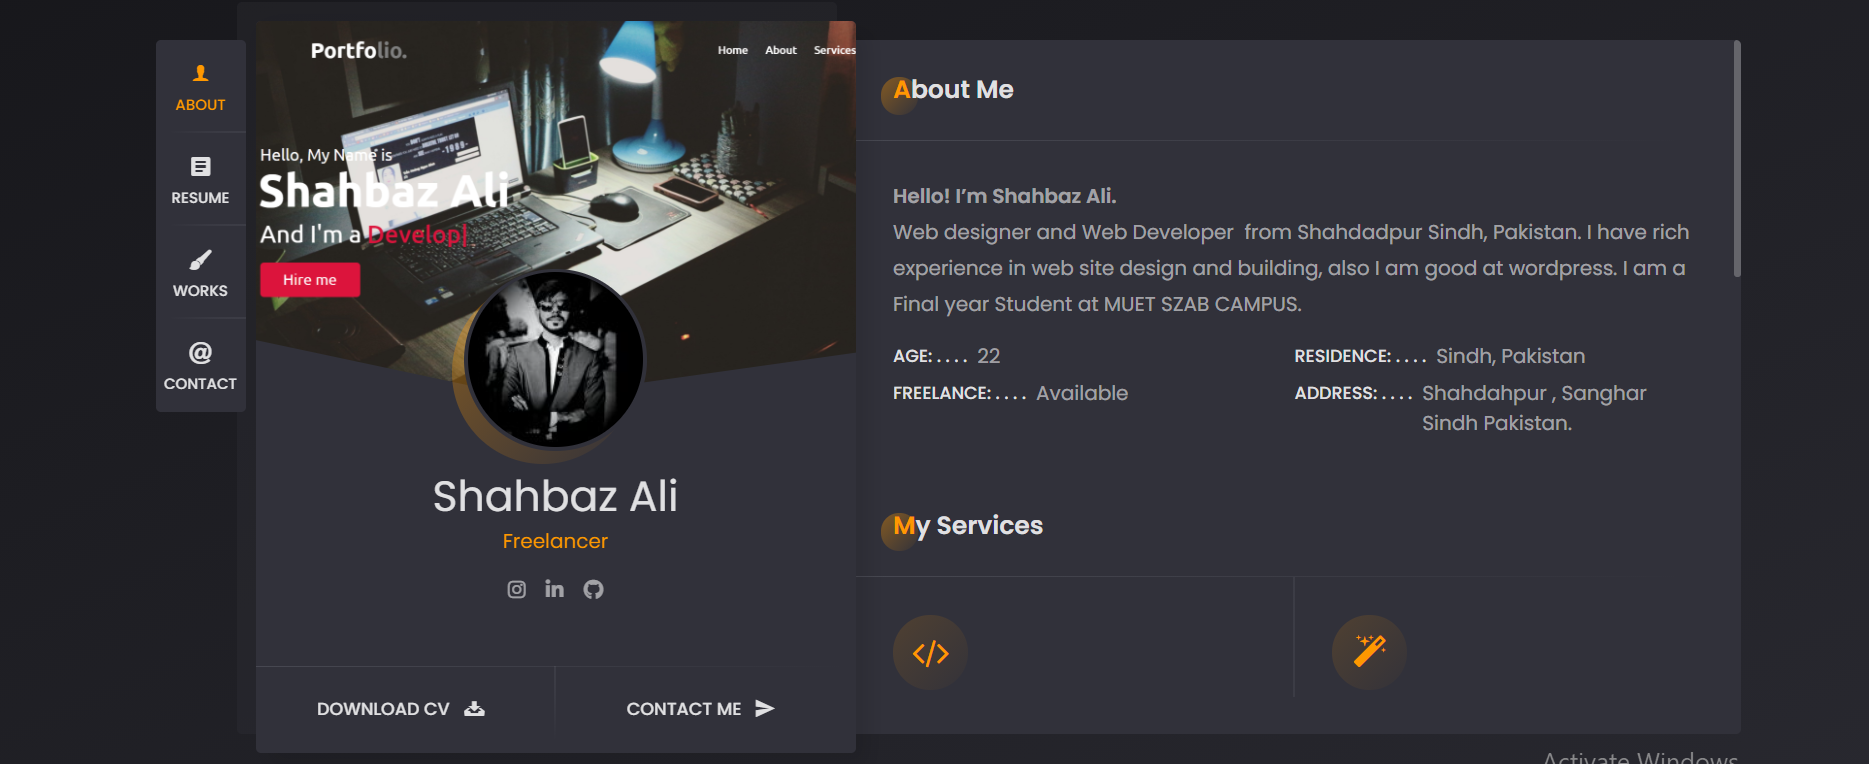 ABOUT
RESUME
WORKS
@
CONTACT
Portfolio.
Home About Services
Hello, My Name is
Shahbaz Ali
And I'm a Develop|
Hire me
Shahbaz Ali
Freelancer
in
DOWNLOAD CV
CONTACT ME
About Me
Hello! I’m Shahbaz Ali.
Web designer and Web Developer from Shahdadpur Sindh, Pakistan. I have rich
experience in web site design and building, also I am good at wordpress. I am a
Final year Student at MUET SZAB CAMPUS.
AGE: . . . . 22
RESIDENCE: . . . . Sindh, Pakistan
FREELANCE: . . . . Available
ADDRESS: . . . . Shahdahpur , Sanghar
Sindh Pakistan.
My Services
</>
Activate Windows